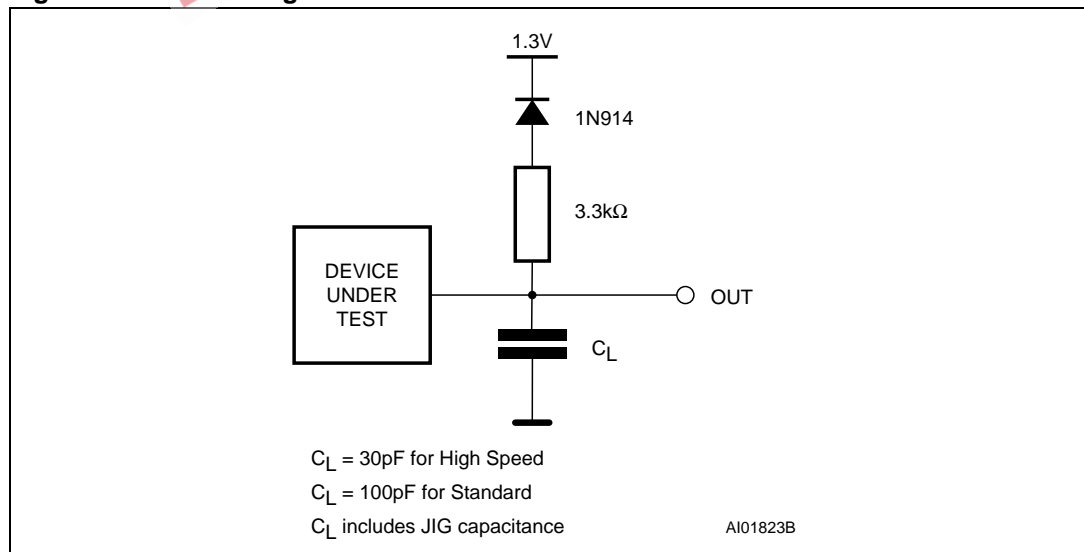 1.3V
1N914
3.3kΩ
DEVICE
UNDER
TEST
OUT
CL
CL = 30pF for High Speed
CL = 100pF for Standard
CL includes JIG capacitance
AI01823B